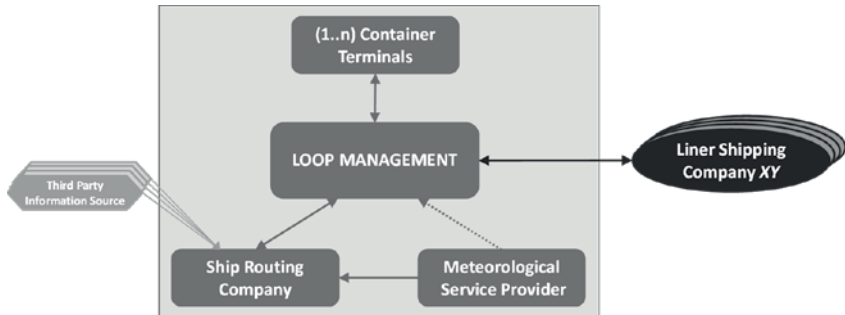 (1..n) Container
Terminals
LOOP MANAGEMENT
Liner Shipping
Company XY
Third Party
Information Source
Ship Routing
Company
Meteorological
Service Provider